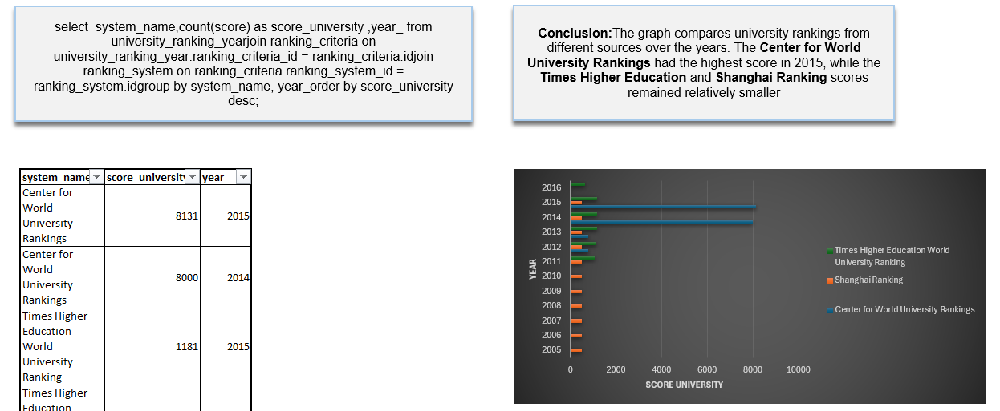 select  system_name,count(score) as score_university ,year_ from
university_ranking_yearjoin ranking_criteria on
university_ranking_year.ranking_criteria_id = ranking_criteria.idjoin
ranking_system on ranking_criteria.ranking_system_id =
ranking_system.idgroup by system_name, year_order by score_university
desc;
Conclusion:The graph compares university rankings from
different sources over the years. The Center for World
University Rankings had the highest score in 2015, while the
Times Higher Education and Shanghai Ranking scores
remained relatively smaller
system_name score_universit year_
Center for
World
University
Rankings
8131 2015
Center for
World
University
Rankings
8000 2014
Times Higher
Education
World
University
Ranking
1181 2015
Times Higher
Education
YEAR
2016
2015
2014
2013
2012
2011
2010
2009
2008
2007
2006
2005
0 2000 4000 6000 8000 10000
SCORE UNIVERSITY
Times Higher Education World
University Ranking
Shanghai Ranking
Center for World University Rankings